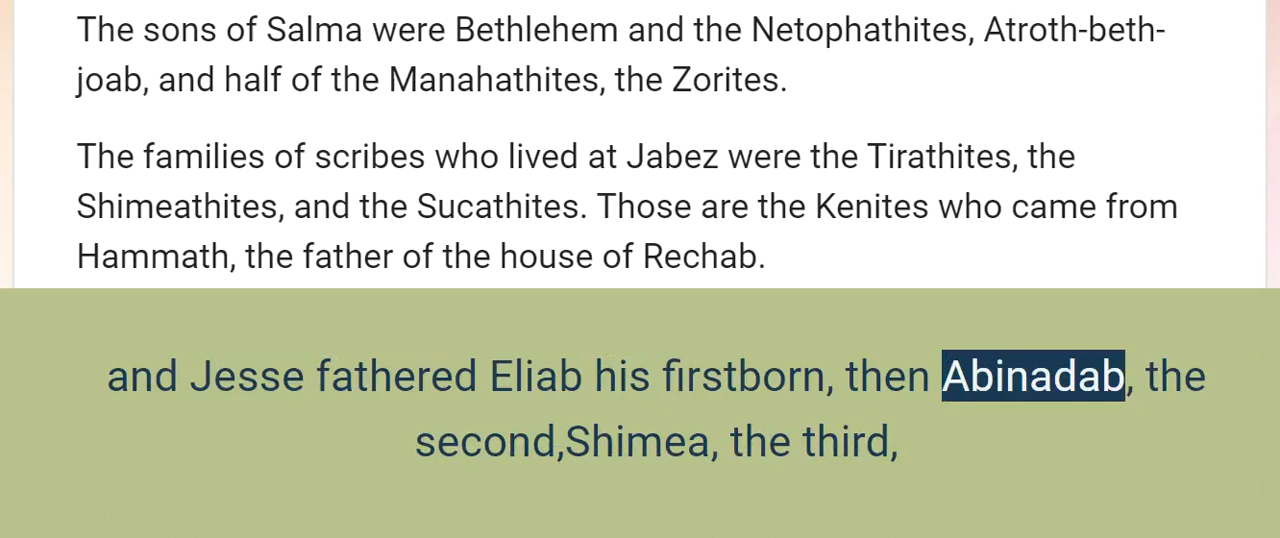 The sons of Salma were Bethlehem and the Netophathites, Atroth-beth-
joab, and half of the Manahathites, the Zorites.
The families of scribes who lived at Jabez were the Tirathites, the
Shimeathites, and the Sucathites. Those are the Kenites who came from
Hammath, the father of the house of Rechab.
and Jesse fathered Eliab his firstborn, then Abinadab, the
second,Shimea, the third,